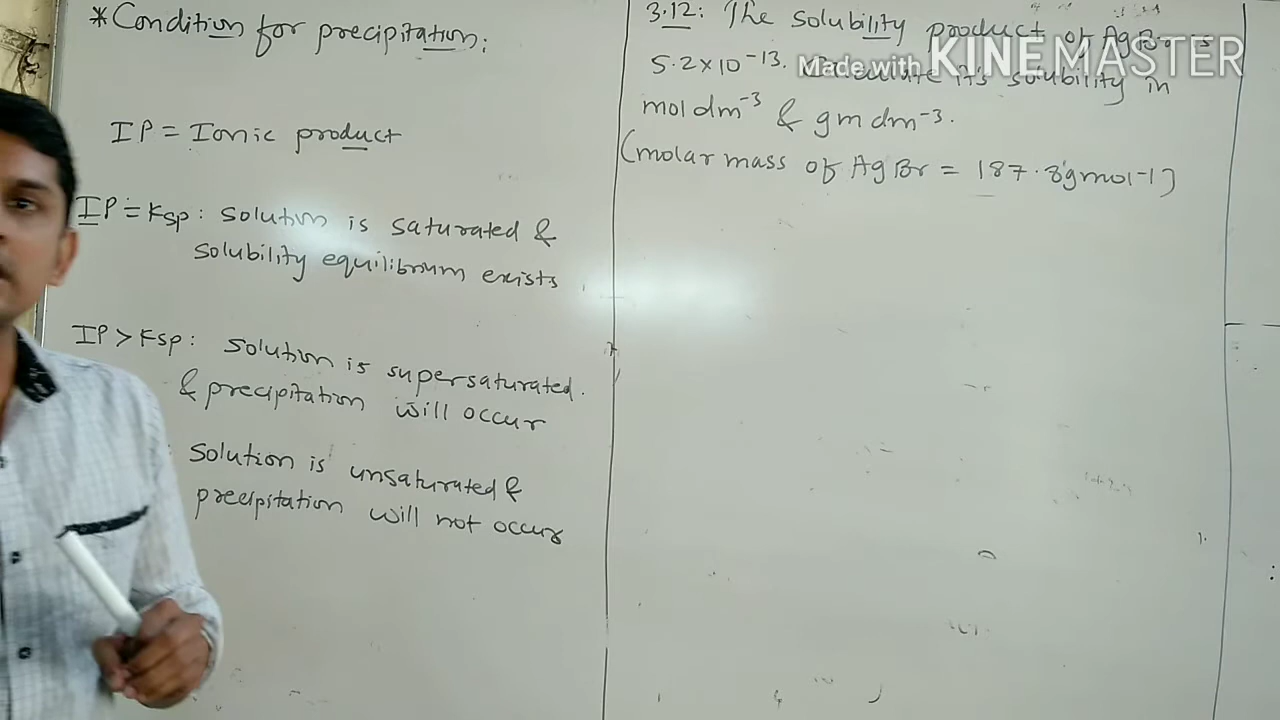 *Condition for precipitation:
IP = Ionic product
IP = Ksp: solution is saturated &
solubility equilibrium exists
IP > Ksp: solution is supersaturated.
& precipitation will occur
: solution is unsaturated &
precipitation will not occur
3.12: The solubility product of AgBr is
5.2×10-13. Calculate its solubility in
mol dm-3 & gm dm-3.
(molar mass of AgBr = 187.8gmol-1)
Made with KINEMASTER